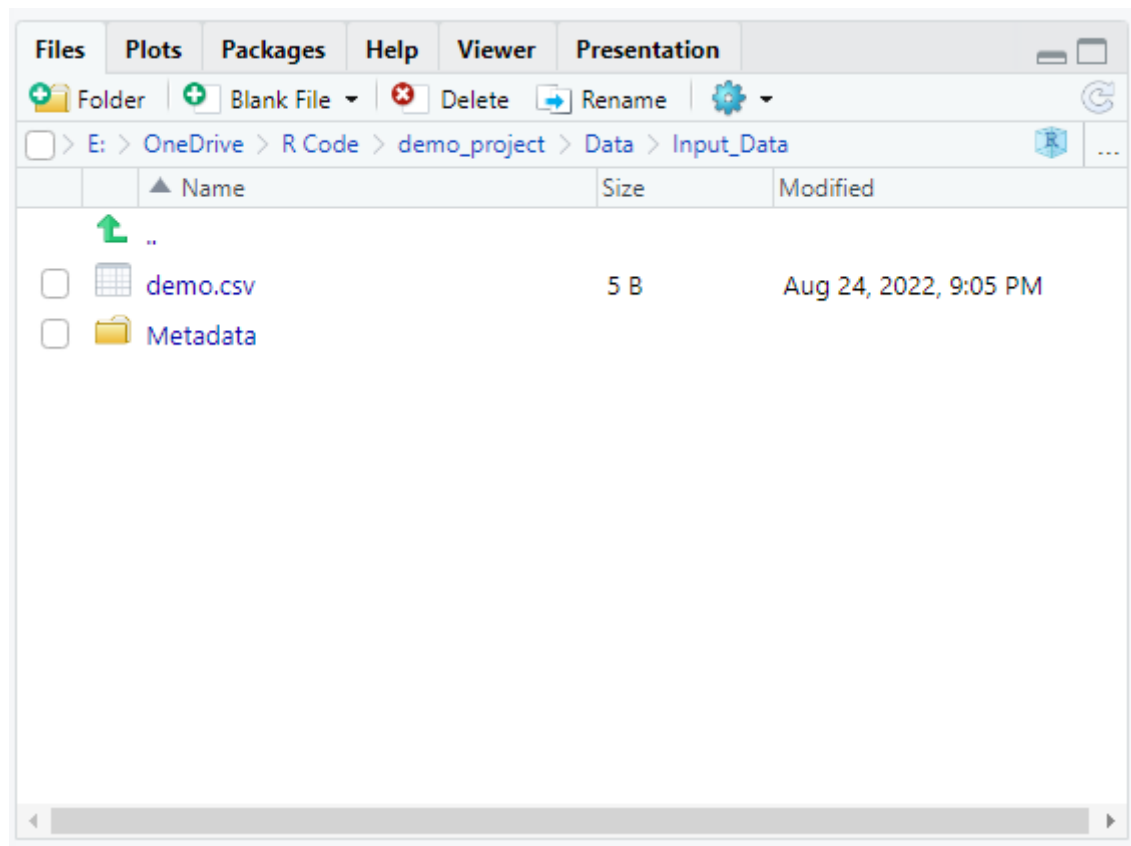 Files Plots Packages Help Viewer Presentation
Folder Blank File Delete Rename
E: > OneDrive > R Code > demo_project > Data > Input_Data R ...
Name Size Modified
..
demo.csv 5 B Aug 24, 2022, 9:05 PM
Metadata